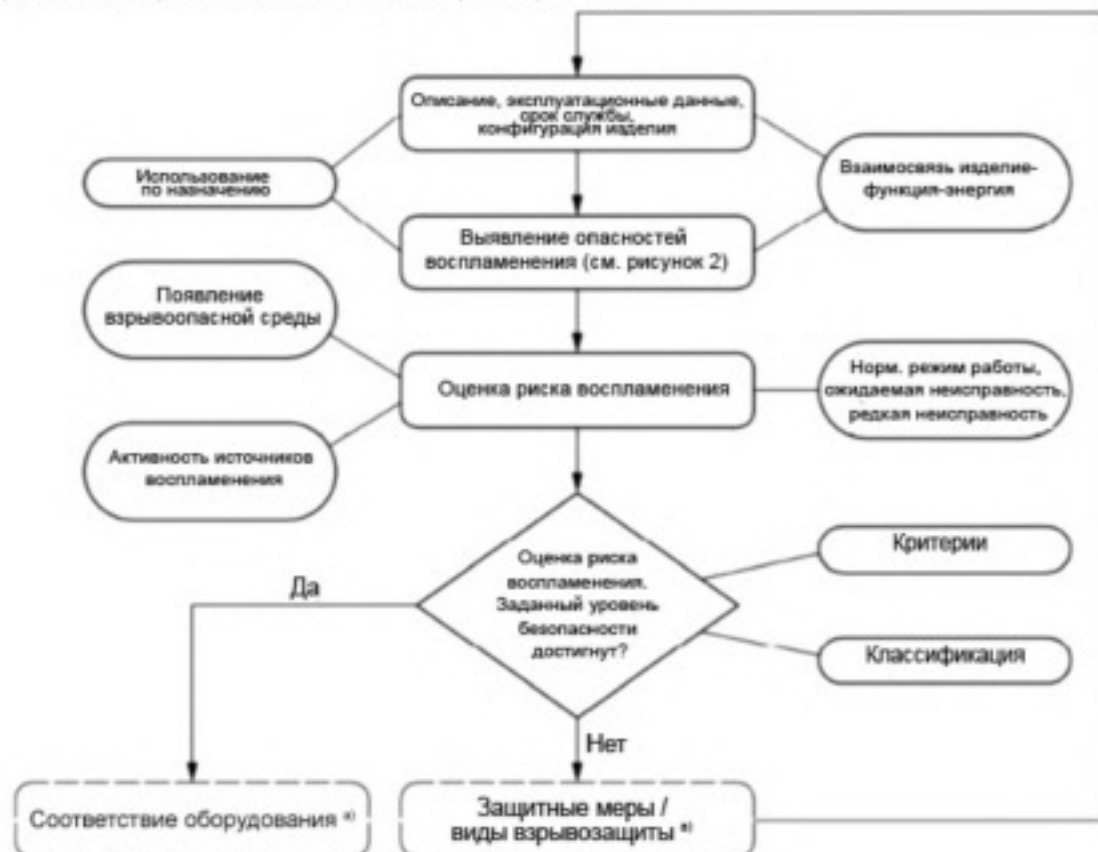 Описание, эксплуатационные данные,
срок службы,
конфигурация изделия
Использование
по назначению
Взаимосвязь изделие-
функция-энергия
Выявление опасностей
воспламенения (см. рисунок 2)
Появление
взрывоопасной среды
Оценка риска воспламенения
Норм. режим работы,
ожидаемая неисправность,
редкая неисправность
Активность источников
воспламенения
Оценка риска
воспламенения.
Заданный уровень
безопасности
достигнут?
Критерии
Да
Классификация
Нет
Соответствие оборудования а)
Защитные меры /
виды взрывозащиты а)